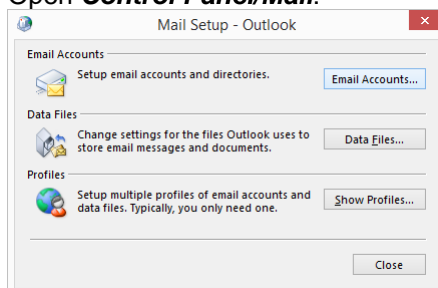 Open Control Panel/Mail.
Mail Setup - Outlook
Email Accounts
Setup email accounts and directories.
Email Accounts...
Data Files
Change settings for the files Outlook uses to
store email messages and documents.
Data Files...
Profiles
Setup multiple profiles of email accounts and
data files. Typically, you only need one.
Show Profiles...
Close